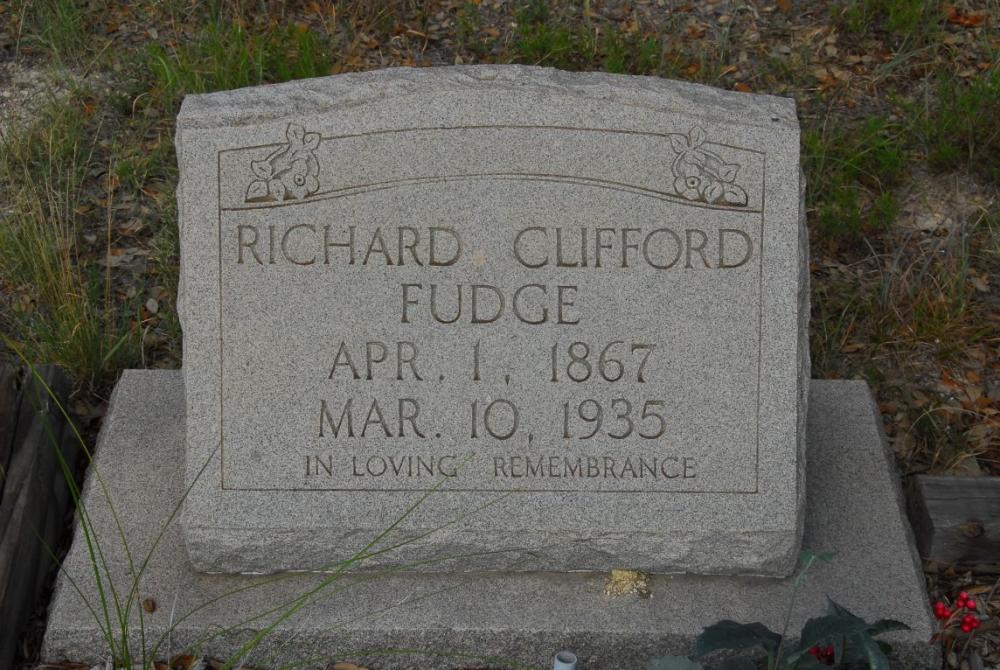 RICHARD CLIFFORD
FUDGE
APR. 1, 1867
MAR. 10, 1935
IN LOVING REMEMBRANCE